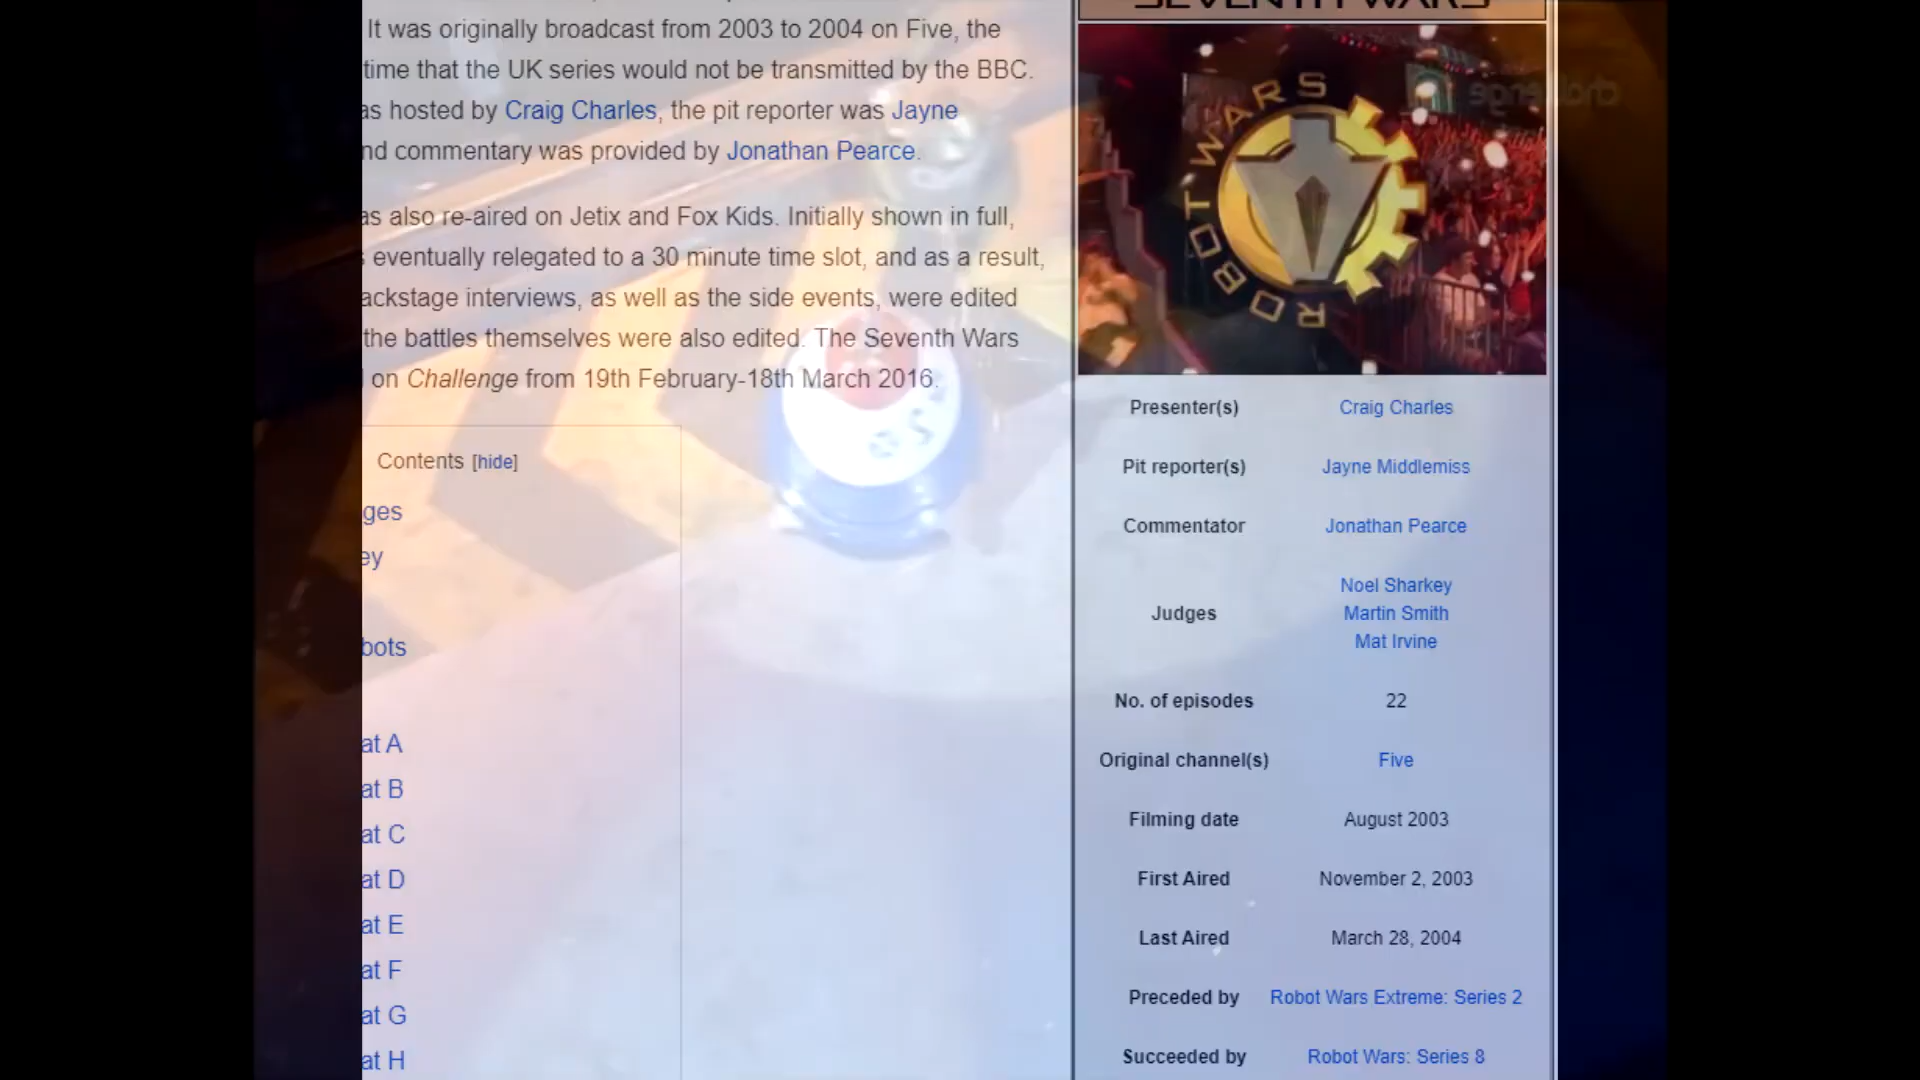 It was originally broadcast from 2003 to 2004 on Five, the
time that the UK series would not be transmitted by the BBC.
as hosted by Craig Charles, the pit reporter was Jayne
nd commentary was provided by Jonathan Pearce.
as also re-aired on Jetix and Fox Kids. Initially shown in full,
eventually relegated to a 30 minute time slot, and as a result,
ackstage interviews, as well as the side events, were edited
the battles themselves were also edited. The Seventh Wars
on Challenge from 19th February-18th March 2016.
Contents [hide]
ges
ey
bots
at A
at B
at C
at D
at E
at F
at G
at H
SEVENTH WARS
ROBOT WARS
challenge
Presenter(s) Craig Charles
Pit reporter(s) Jayne Middlemiss
Commentator Jonathan Pearce
Judges Noel Sharkey
Martin Smith
Mat Irvine
No. of episodes 22
Original channel(s) Five
Filming date August 2003
First Aired November 2, 2003
Last Aired March 28, 2004
Preceded by Robot Wars Extreme: Series 2
Succeeded by Robot Wars: Series 8